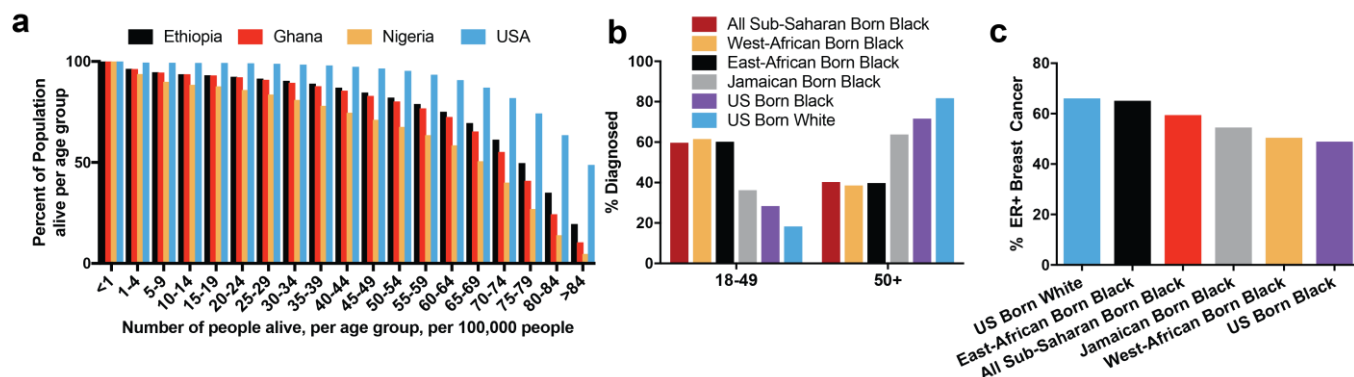 a
Ethiopia Ghana Nigeria USA
Percent of Population
alive per age group
100
50
0
<1 1-4 5-9 10-14 15-19 20-24 25-29 30-34 35-39 40-44 45-49 50-54 55-59 60-64 65-69 70-74 75-79 80-84 >84
Number of people alive, per age group, per 100,000 people
b
All Sub-Saharan Born Black
West-African Born Black
East-African Born Black
Jamaican Born Black
US Born Black
US Born White
% Diagnosed
100
80
60
40
20
0
18-49 50+
c
% ER+ Breast Cancer
80
60
40
20
0
US Born White
East-African Born Black
All Sub-Saharan Born Black
Jamaican Born Black
West-African Born Black
US Born Black